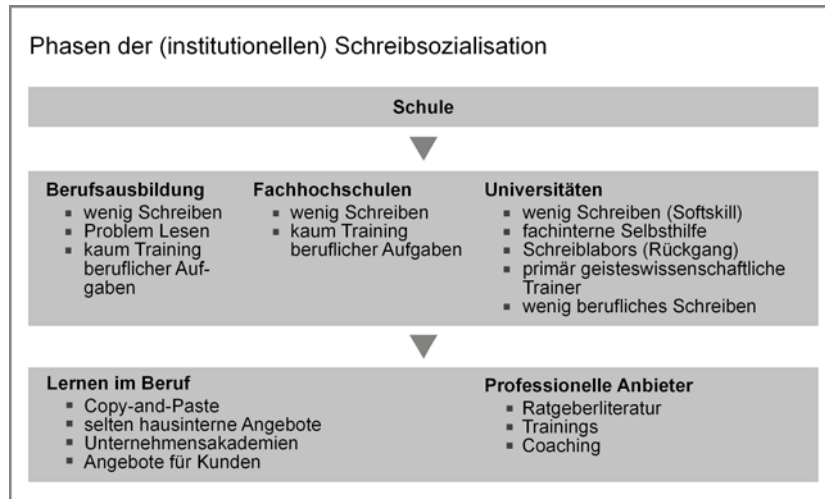 Phasen der (institutionellen) Schreibsozialisation
Schule
Berufsausbildung
▪ wenig Schreiben
▪ Problem Lesen
▪ kaum Training
beruflicher Auf-
gaben
Fachhochschulen
▪ wenig Schreiben
▪ kaum Training
beruflicher Aufgaben
Universitäten
▪ wenig Schreiben (Softskill)
▪ fachinterne Selbsthilfe
▪ Schreiblabors (Rückgang)
▪ primär geisteswissenschaftliche
Trainer
▪ wenig berufliches Schreiben
Lernen im Beruf
▪ Copy-and-Paste
▪ selten hausinterne Angebote
▪ Unternehmensakademien
▪ Angebote für Kunden
Professionelle Anbieter
▪ Ratgeberliteratur
▪ Trainings
▪ Coaching